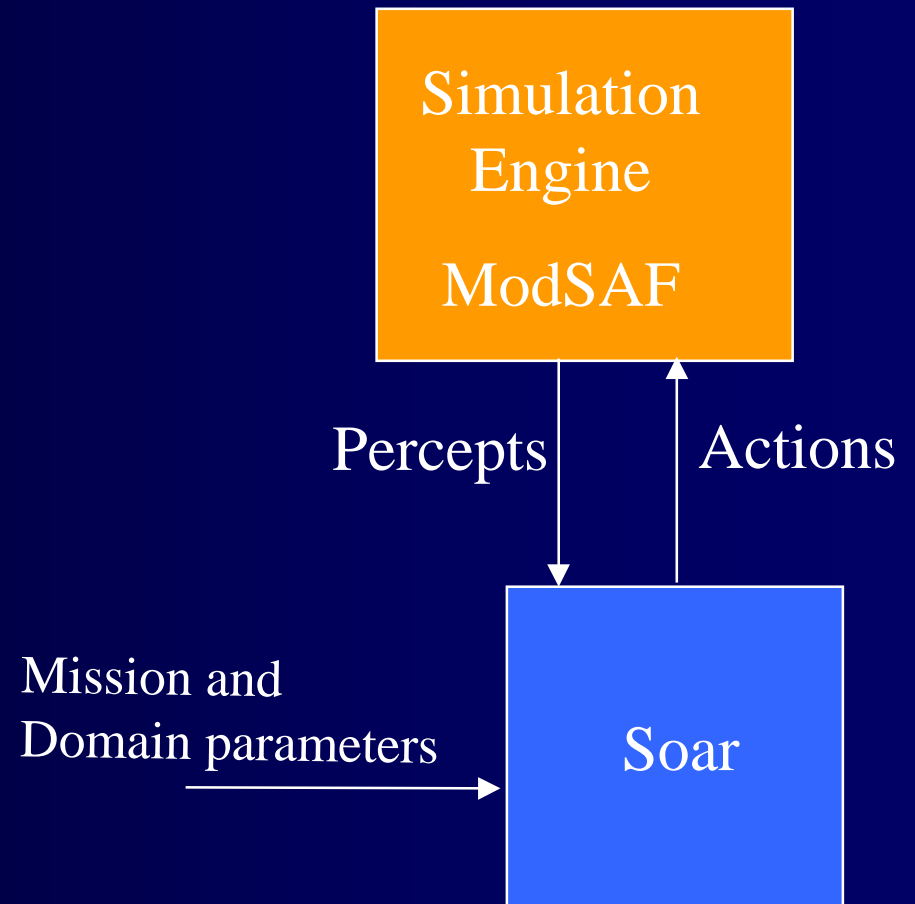 Simulation
Engine
ModSAF
Percepts
Actions
Mission and
Domain parameters
Soar